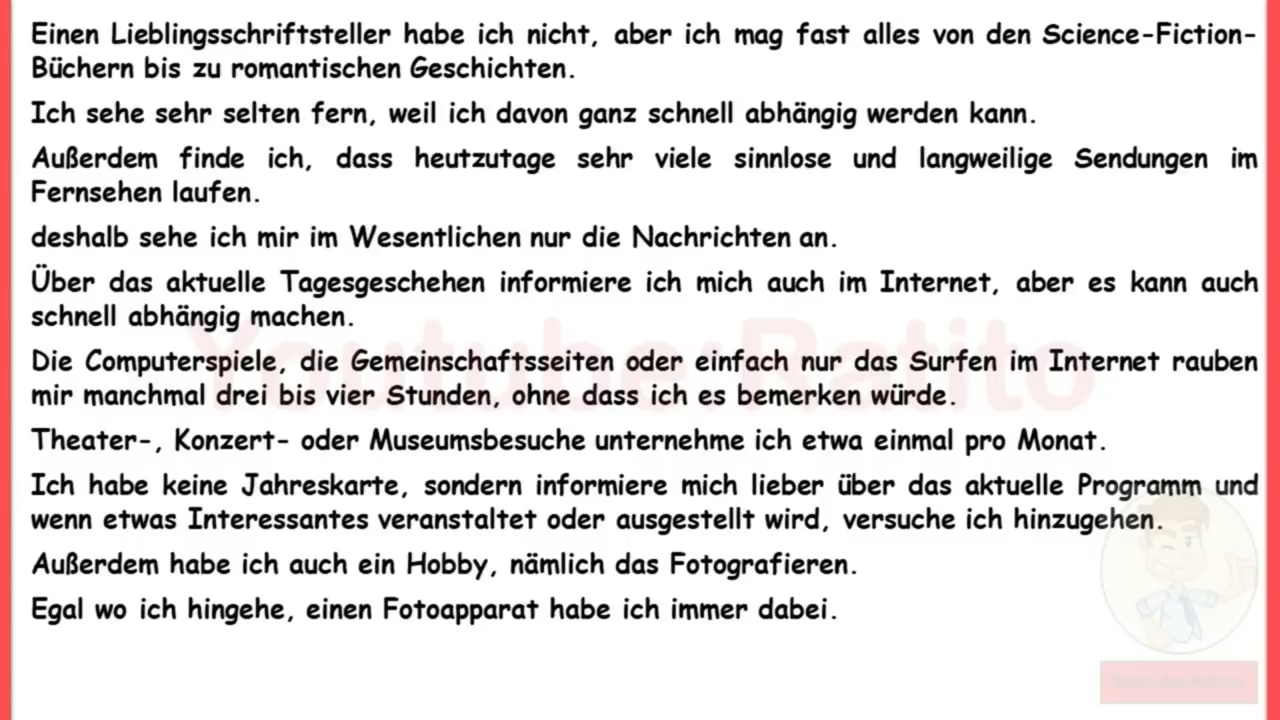 Einen Lieblingsschriftsteller habe ich nicht, aber ich mag fast alles von den Science-Fiction-
Büchern bis zu romantischen Geschichten.
Ich sehe sehr selten fern, weil ich davon ganz schnell abhängig werden kann.
Außerdem finde ich, dass heutzutage sehr viele sinnlose und langweilige Sendungen im
Fernsehen laufen.
deshalb sehe ich mir im Wesentlichen nur die Nachrichten an.
Über das aktuelle Tagesgeschehen informiere ich mich auch im Internet, aber es kann auch
schnell abhängig machen.
Die Computerspiele, die Gemeinschaftsseiten oder einfach nur das Surfen im Internet rauben
mir manchmal drei bis vier Stunden, ohne dass ich es bemerken würde.
Theater-, Konzert- oder Museumsbesuche unternehme ich etwa einmal pro Monat.
Ich habe keine Jahreskarte, sondern informiere mich lieber über das aktuelle Programm und
wenn etwas Interessantes veranstaltet oder ausgestellt wird, versuche ich hinzugehen.
Außerdem habe ich auch ein Hobby, nämlich das Fotografieren.
Egal wo ich hingehe, einen Fotoapparat habe ich immer dabei.
Youtube:Ratito
Youtube:Ratito